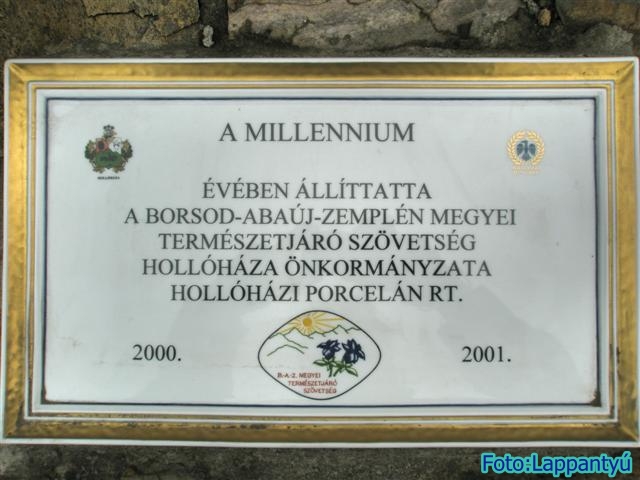 A MILLENNIUM
HOLLÓHÁZA
ÉVÉBEN ÁLLÍTTATTA
A BORSOD-ABAÚJ-ZEMPLÉN MEGYEI
TERMÉSZETJÁRÓ SZÖVETSÉG
HOLLÓHÁZA ÖNKORMÁNYZATA
HOLLÓHÁZI PORCELÁN RT.
2000.
2001.
B.-A.-Z. MEGYEI
TERMÉSZETJÁRÓ
SZÖVETSÉG
Foto:Lappantyú